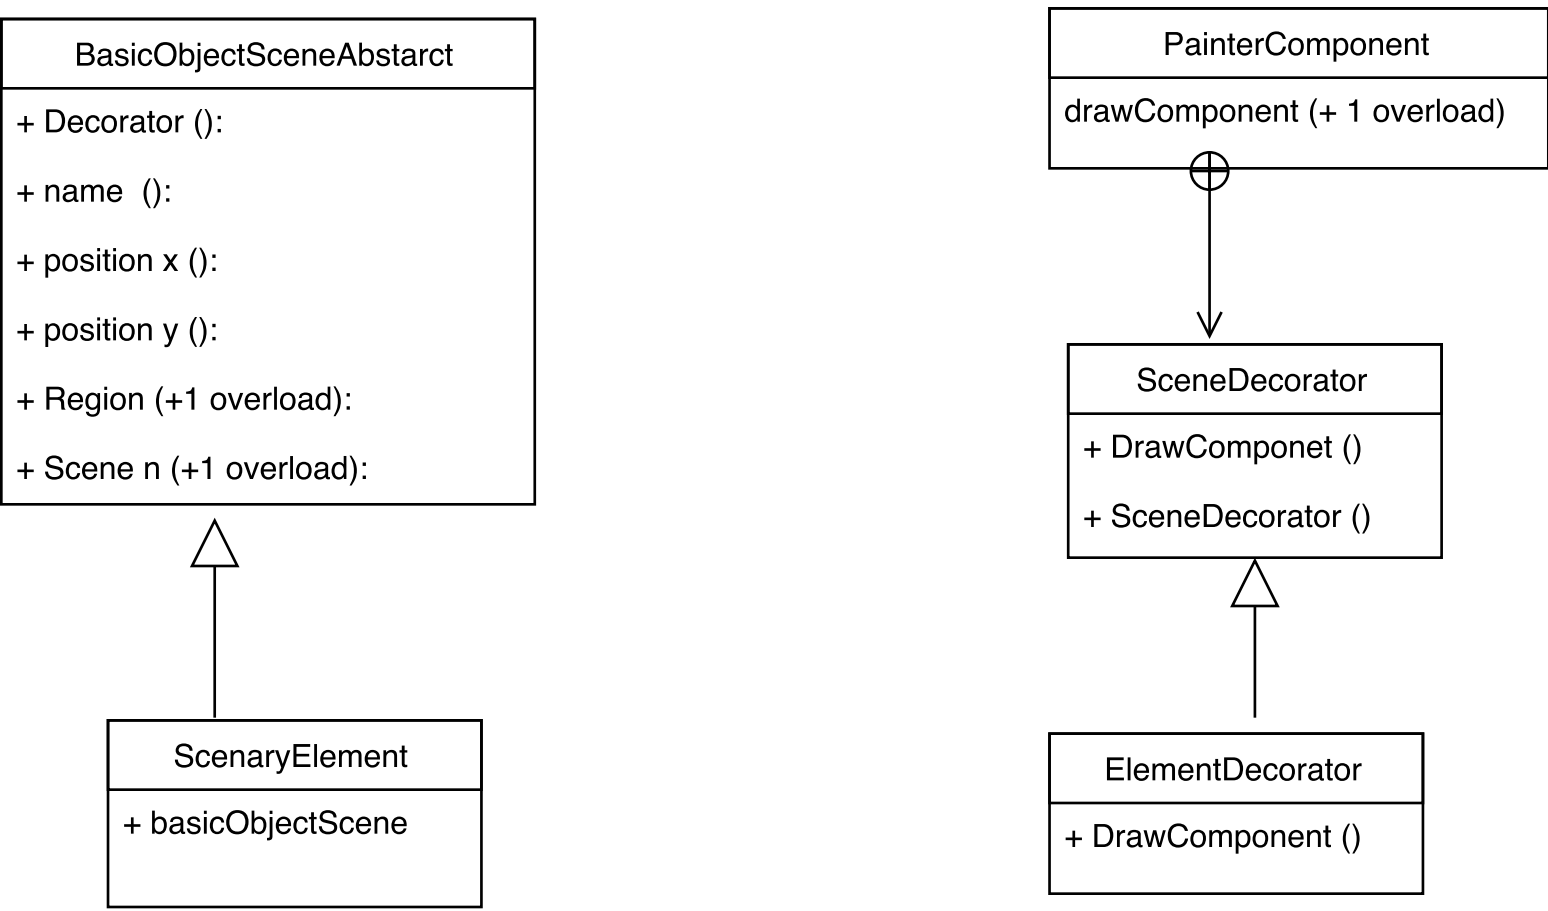 BasicObjectSceneAbstarct
+ Decorator ():
+ name  ():
+ position x ():
+ position y ():
+ Region (+1 overload):
+ Scene n (+1 overload):
ScenaryElement
+ basicObjectScene
PainterComponent
drawComponent (+ 1 overload)
SceneDecorator
+ DrawComponet ()
+ SceneDecorator ()
ElementDecorator
+ DrawComponent ()